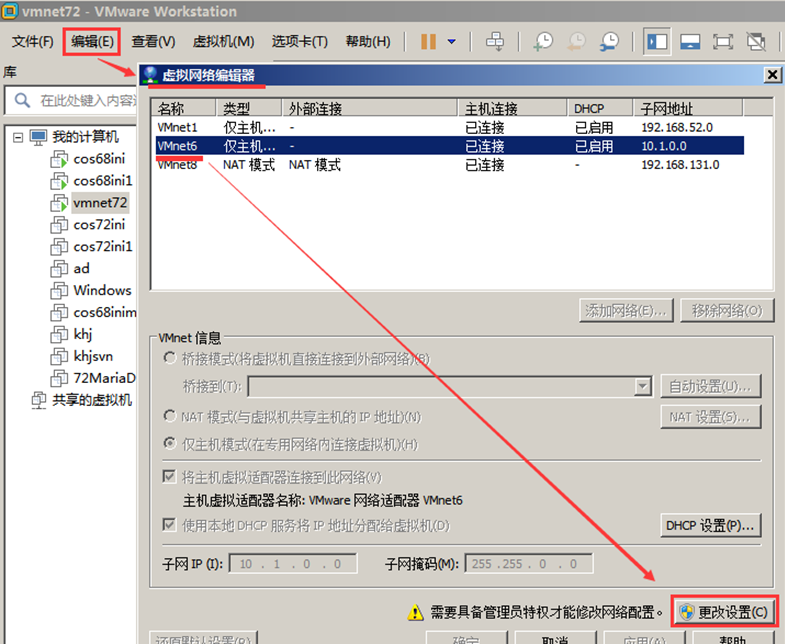 vmnet72 - VMware Workstation
文件(F) 编辑(E) 查看(V) 虚拟机(M) 选项卡(T) 帮助(H)
库
在此处键入内容
我的计算机
cos68ini
cos68ini1
vmnet72
cos72ini
cos72ini1
ad
Windows
cos68inim
khj
khjsvn
72MariaD
共享的虚拟机
虚拟网络编辑器
名称 类型 外部连接 主机连接 DHCP 子网地址
VMnet1 仅主机... - 已连接 已启用 192.168.52.0
VMnet6 仅主机... - 已连接 已启用 10.1.0.0
VMnet8 NAT 模式 NAT 模式 已连接 - 192.168.131.0
添加网络(E)... 移除网络(O)
VMnet 信息
桥接模式(将虚拟机直接连接到外部网络)(B)
桥接到(T): 自动设置(U)...
NAT 模式(与虚拟机共享主机的 IP 地址)(N) NAT 设置(S)...
仅主机模式(在专用网络内连接虚拟机)(H)
将主机虚拟适配器连接到此网络(V)
主机虚拟适配器名称: VMware 网络适配器 VMnet6
使用本地 DHCP 服务将 IP 地址分配给虚拟机(D) DHCP 设置(P)...
子网 IP (I): 10 . 1 . 0 . 0 子网掩码(M): 255 . 255 . 0 . 0
需要具备管理员特权才能修改网络配置。 更改设置(C)
还原默认设置(R) 确定 取消 应用(A) 帮助